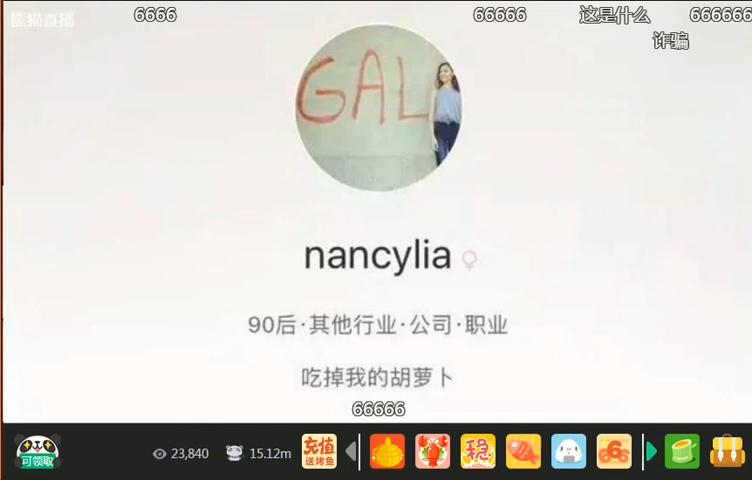 熊猫直播
6666
66666
这是什么
666666
诈骗
GAL
nancylia
90后·其他行业·公司·职业
吃掉我的胡萝卜
66666
可领取
23,840
15.12m
充值
送烤鱼
稳
6